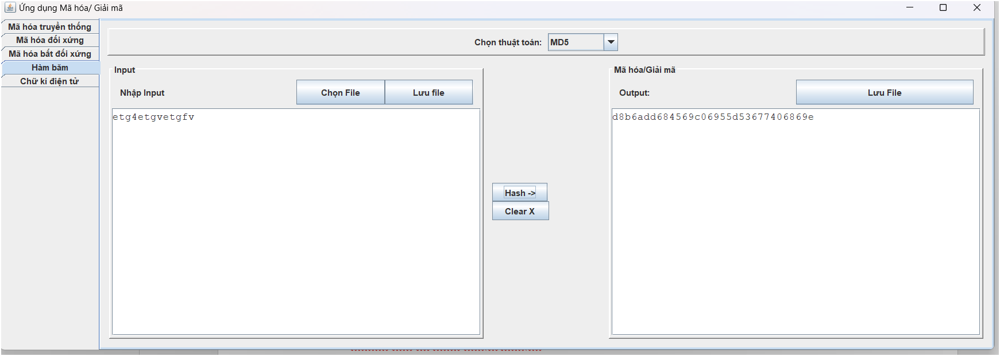 Ứng dụng Mã hóa/ Giải mã
Mã hóa truyền thống
Mã hóa đối xứng
Mã hóa bất đối xứng
Hàm băm
Chữ kí điện tử
Chọn thuật toán: MD5
Input
Nhập Input
Chọn File
Lưu file
etg4etgvetgfv
Hash ->
Clear X
Mã hóa/Giải mã
Output:
Lưu File
d8b6add684569c06955d53677406869e